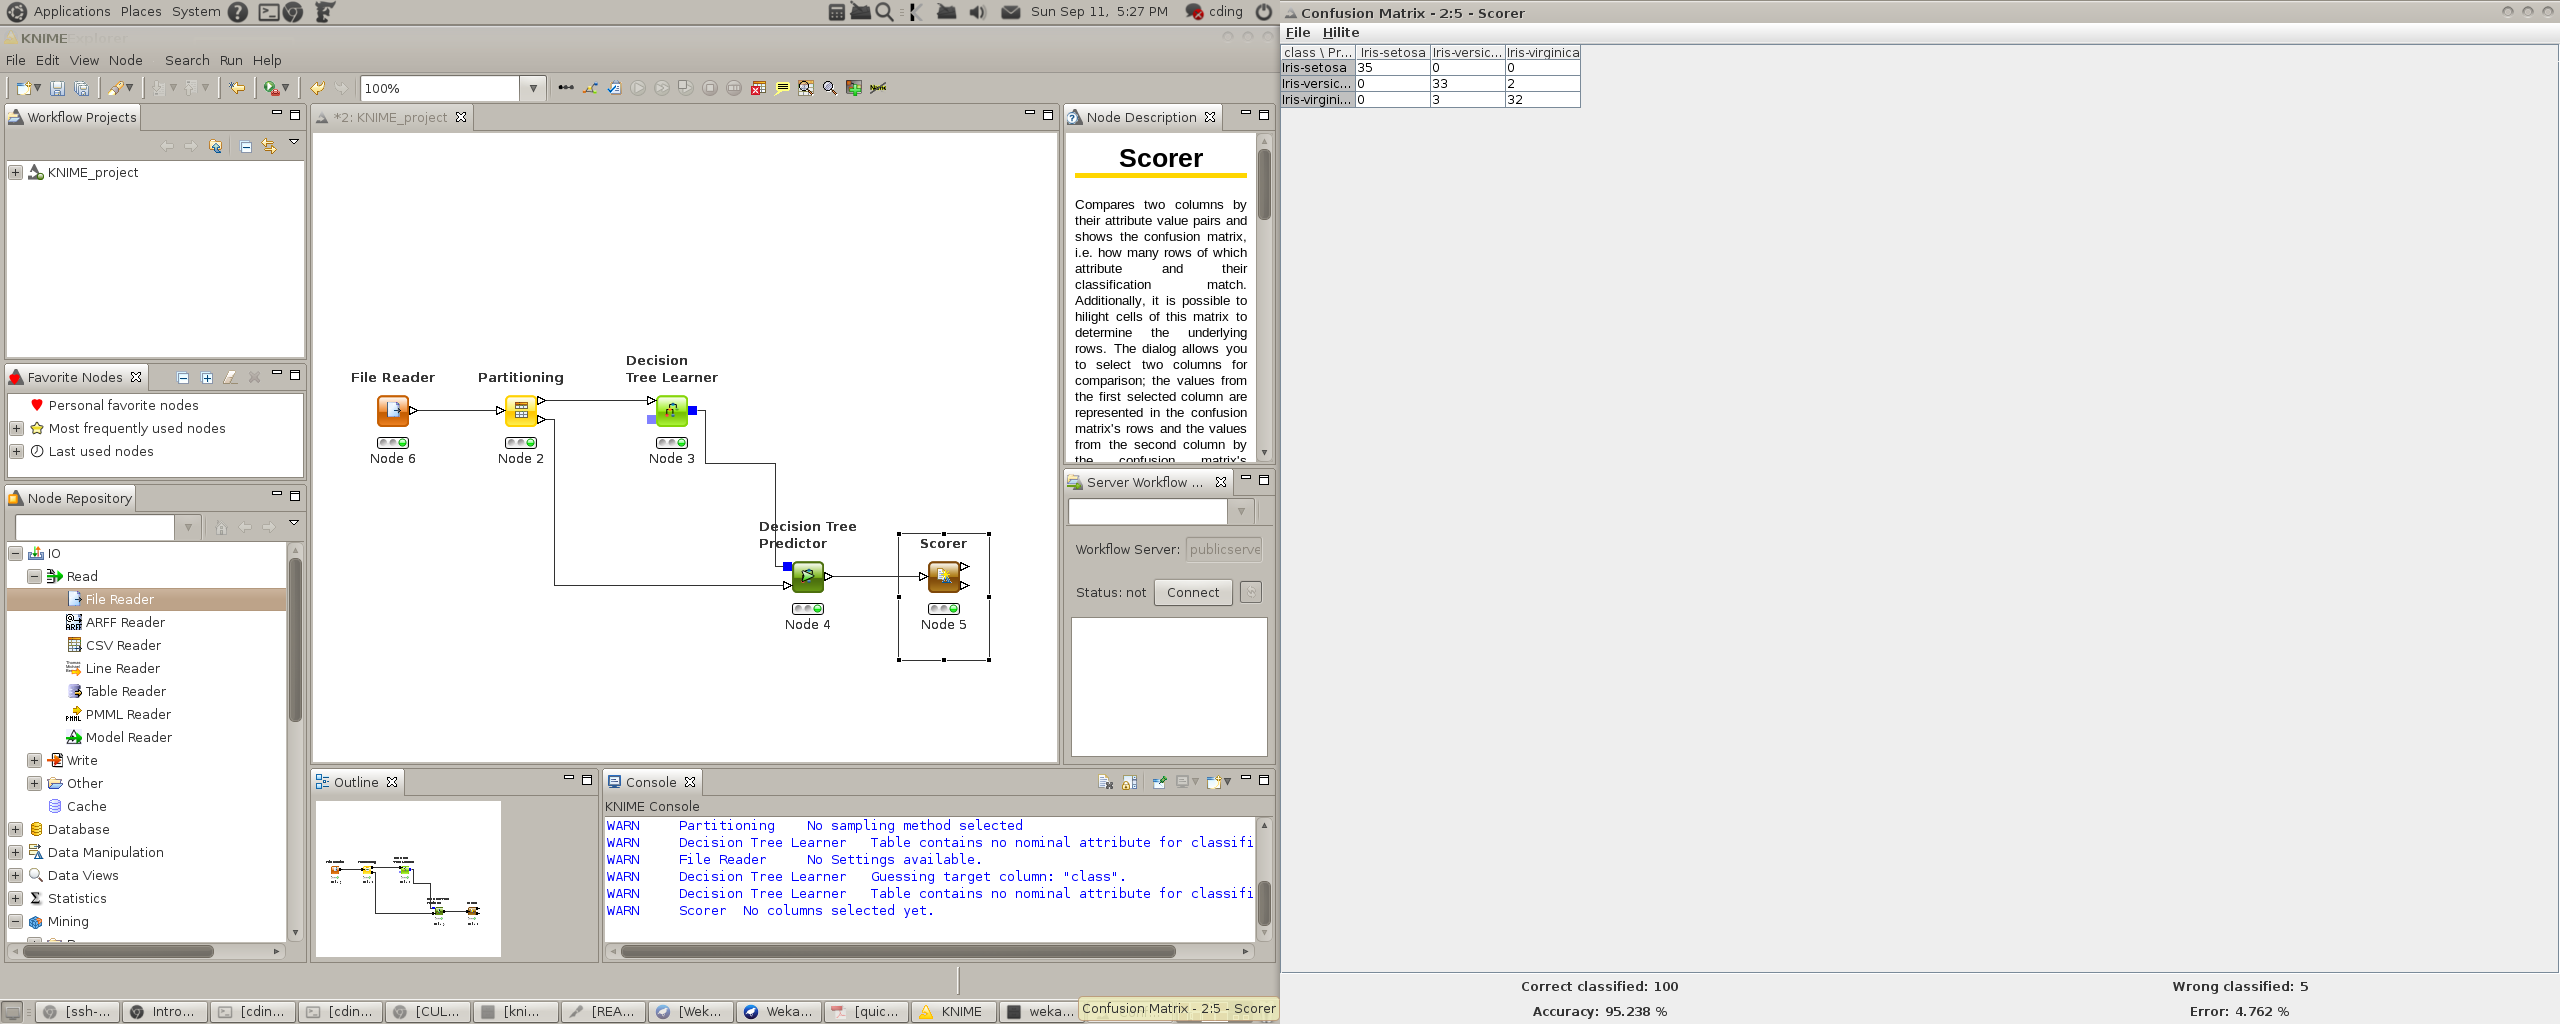 Applications Places System
Sun Sep 11, 5:27 PM cding
KNIME
File Edit View Node Search Run Help
100%
Workflow Projects
KNIME_project
Favorite Nodes
Personal favorite nodes
Most frequently used nodes
Last used nodes
Node Repository
IO
Read
File Reader
ARFF Reader
CSV Reader
Line Reader
Table Reader
PMML Reader
Model Reader
Write
Other
Cache
Database
Data Manipulation
Data Views
Statistics
Mining
*2: KNIME_project
File Reader
Node 6
Partitioning
Node 2
Decision
Tree Learner
Node 3
Decision Tree
Predictor
Node 4
Scorer
Node 5
Outline
Console
KNIME Console
WARN Partitioning No sampling method selected
WARN Decision Tree Learner Table contains no nominal attribute for classifi
WARN File Reader No Settings available.
WARN Decision Tree Learner Guessing target column: "class".
WARN Decision Tree Learner Table contains no nominal attribute for classifi
WARN Scorer No columns selected yet.
Node Description
Scorer
Compares two columns by
their attribute value pairs and
shows the confusion matrix,
i.e. how many rows of which
attribute and their
classification match.
Additionally, it is possible to
hilight cells of this matrix to
determine the underlying
rows. The dialog allows you
to select two columns for
comparison; the values from
the first selected column are
represented in the confusion
matrix's rows and the values
from the second column by
the confusion matrix's
Server Workflow ...
Workflow Server: publicserve
Status: not Connect
Confusion Matrix - 2:5 - Scorer
File Hilite
class \ Pr... Iris-setosa Iris-versic... Iris-virginica
Iris-setosa 35 0 0
Iris-versic... 0 33 2
Iris-virgini... 0 3 32
Correct classified: 100 Wrong classified: 5
Accuracy: 95.238 % Error: 4.762 %
[ssh-... Intro... [cdin... [cdin... [CUL... [kni... [REA... [Wek... Weka... [quic... KNIME weka...
Confusion Matrix - 2:5 - Scorer